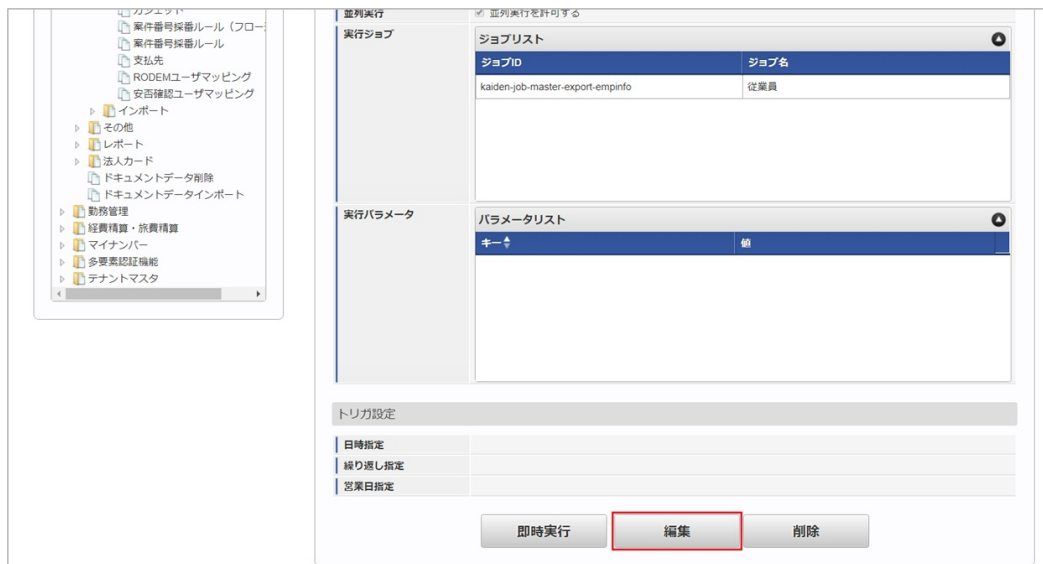 ガジェット
案件番号採番ルール（フロー
案件番号採番ルール
支払先
RODEMユーザマッピング
安否確認ユーザマッピング
インポート
その他
レポート
法人カード
ドキュメントデータ削除
ドキュメントデータインポート
勤務管理
経費精算・旅費精算
マイナンバー
多要素認証機能
テナントマスタ
並列実行
並列実行を許可する
実行ジョブ
ジョブリスト
ジョブID
ジョブ名
kaiden-job-master-export-empinfo
従業員
実行パラメータ
パラメータリスト
キー
値
トリガ設定
日時指定
繰り返し指定
営業日指定
即時実行
編集
削除